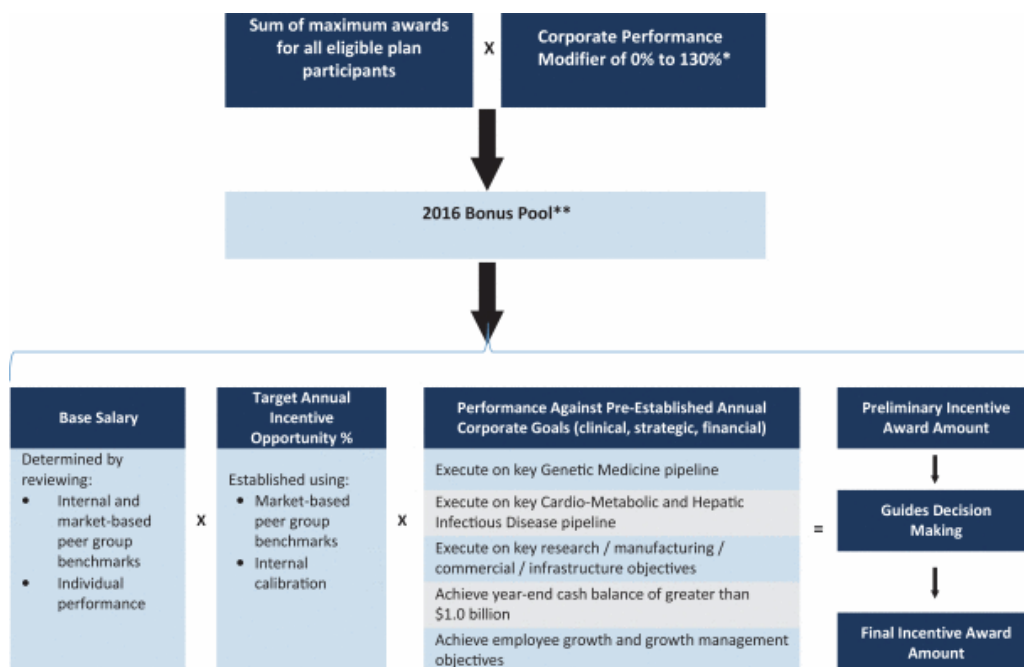 Sum of maximum awards
for all eligible plan
participants
X
Corporate Performance
Modifier of 0% to 130%*
2016 Bonus Pool**
Base Salary
Determined by
reviewing:
• Internal and
market-based
peer group
benchmarks
• Individual
performance
X
Target Annual
Incentive
Opportunity %
Established using:
• Market-based
peer group
benchmarks
• Internal
calibration
X
Performance Against Pre-Established Annual
Corporate Goals (clinical, strategic, financial)
Execute on key Genetic Medicine pipeline
Execute on key Cardio-Metabolic and Hepatic
Infectious Disease pipeline
Execute on key research / manufacturing /
commercial / infrastructure objectives
Achieve year-end cash balance of greater than
$1.0 billion
Achieve employee growth and growth management
objectives
=
Preliminary Incentive
Award Amount
Guides Decision
Making
Final Incentive Award
Amount